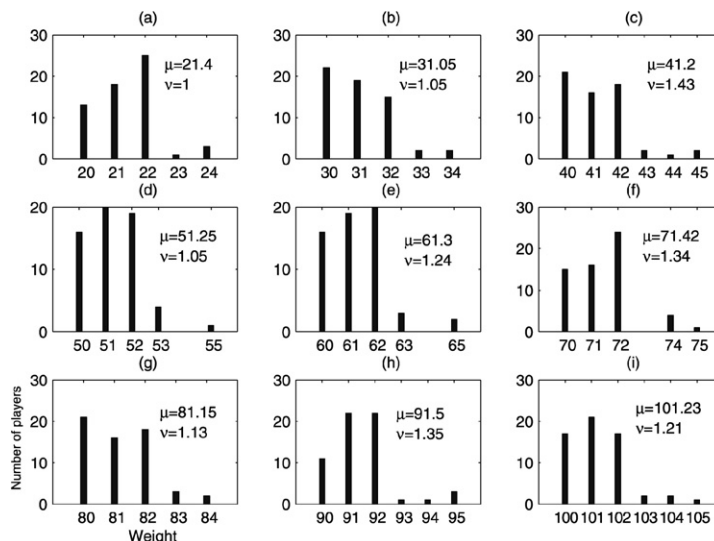 (a)
30
20
10
0
μ=21.4
ν=1
20 21 22 23 24
(b)
30
20
10
0
μ=31.05
ν=1.05
30 31 32 33 34
(c)
30
20
10
0
μ=41.2
ν=1.43
40 41 42 43 44 45
(d)
20
10
0
μ=51.25
ν=1.05
50 51 52 53 55
(e)
20
10
0
μ=61.3
ν=1.24
60 61 62 63 65
(f)
30
20
10
0
μ=71.42
ν=1.34
70 71 72 74 75
(g)
Number of players
30
20
10
0
μ=81.15
ν=1.13
80 81 82 83 84
Weight
(h)
30
20
10
0
μ=91.5
ν=1.35
90 91 92 93 94 95
(i)
30
20
10
0
μ=101.23
ν=1.21
100 101 102 103 104 105